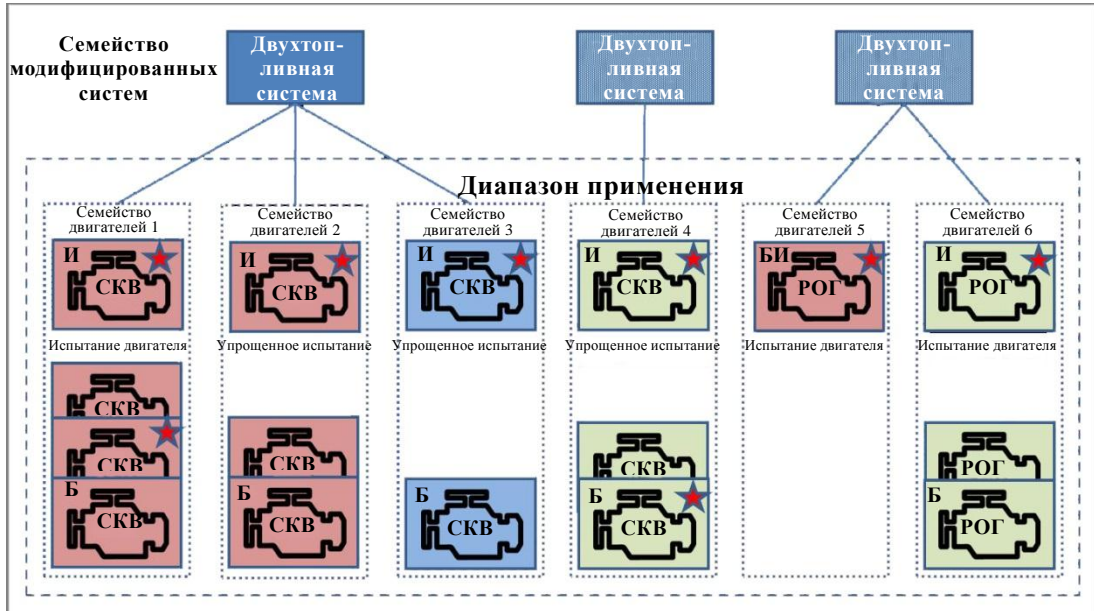 Семейство
модифицированных
систем
Двухтоп-
ливная
система
Двухтоп-
ливная
система
Двухтоп-
ливная
система
Диапазон применения
Семейство
двигателей 1
Семейство
двигателей 2
Семейство
двигателей 3
Семейство
двигателей 4
Семейство
двигателей 5
Семейство
двигателей 6
И
СКВ
И
СКВ
И
СКВ
И
СКВ
БИ
РОГ
И
РОГ
Испытание двигателя
Упрощенное испытание
Упрощенное испытание
Упрощенное испытание
Испытание двигателя
Испытание двигателя
СКВ
СКВ
Б
СКВ
СКВ
Б
СКВ
Б
СКВ
СКВ
Б
СКВ
РОГ
Б
РОГ